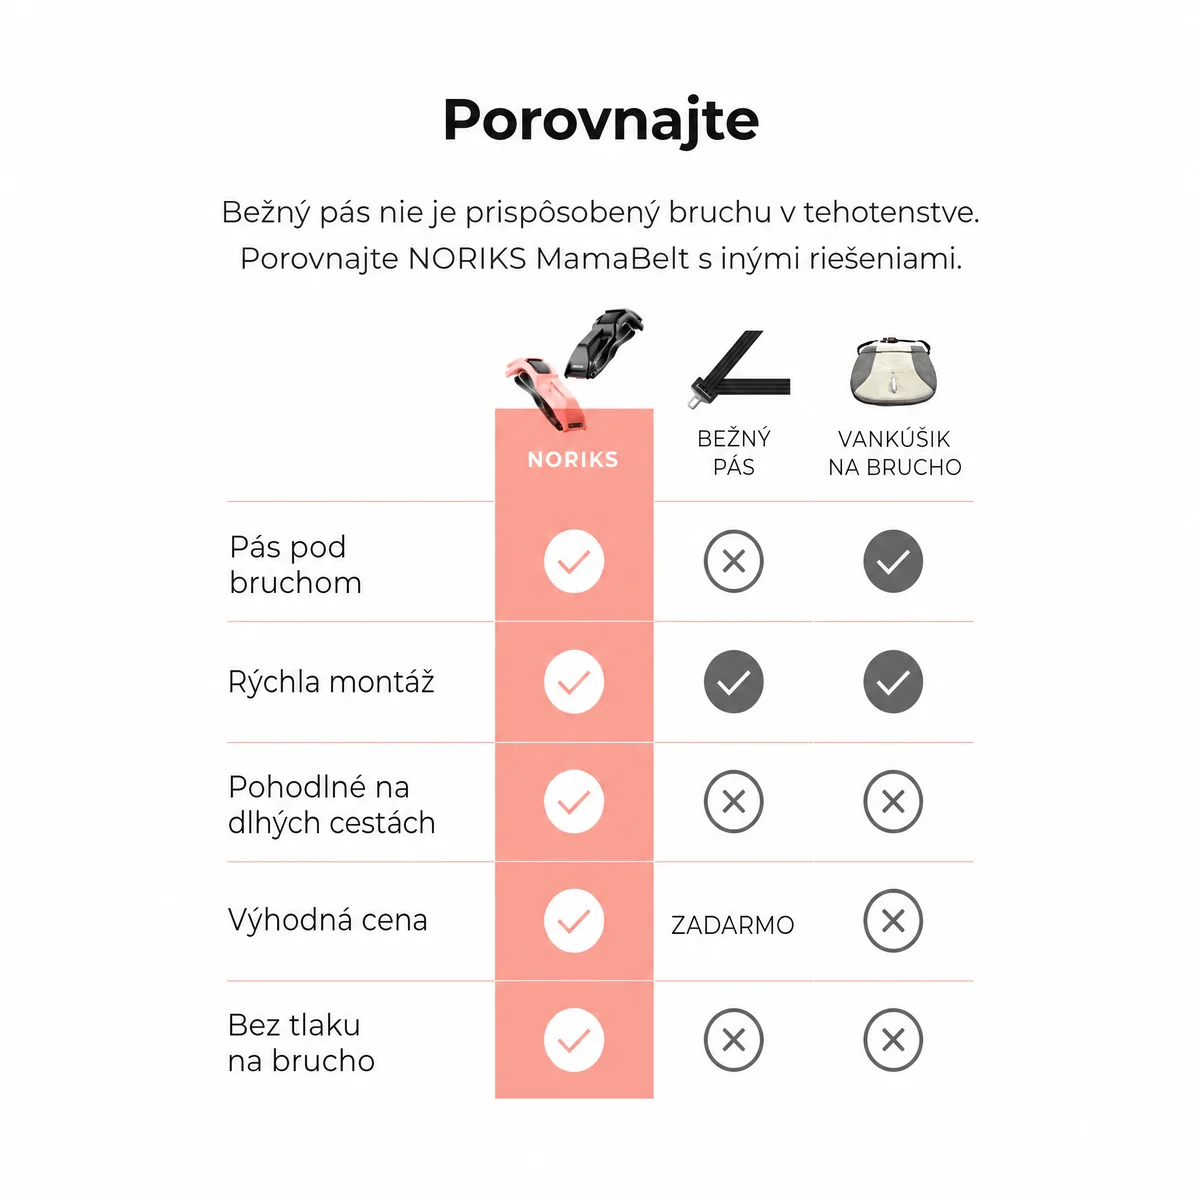 Porovnajte
Bežný pás nie je prispôsobený bruchu v tehotenstve.
Porovnajte NORIKS MamaBelt s inými riešeniami.
NORIKS
BEŽNÝ
PÁS
VANKÚŠIK
NA BRUCHO
Pás pod
bruchom
Rýchla montáž
Pohodlné na
dlhých cestách
Výhodná cena
ZADARMO
Bez tlaku
na brucho